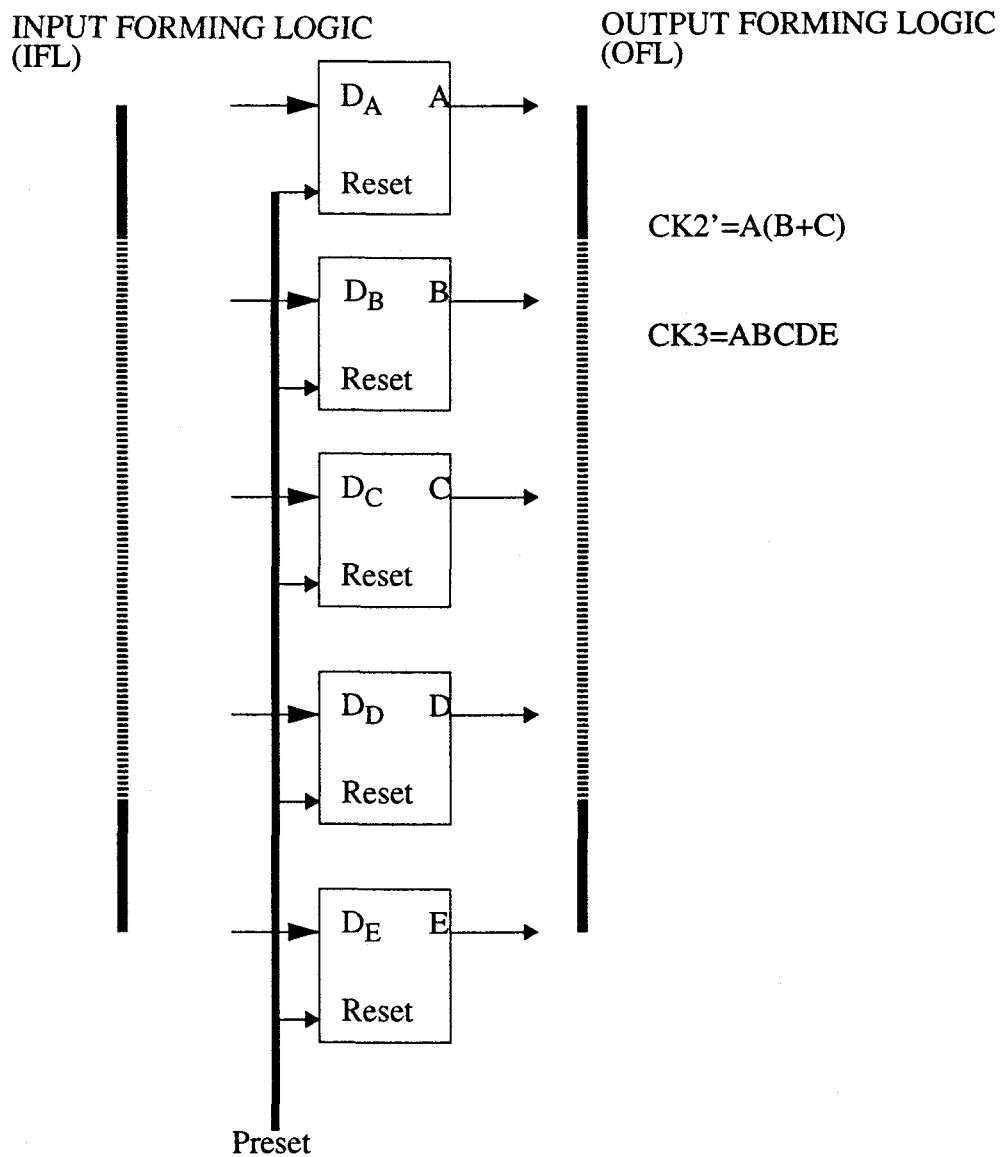 INPUT FORMING LOGIC
(IFL)
OUTPUT FORMING LOGIC
(OFL)
DA A
Reset
CK2'=A(B+C)
DB B
CK3=ABCDE
Reset
DC C
Reset
DD D
Reset
DE E
Reset
Preset